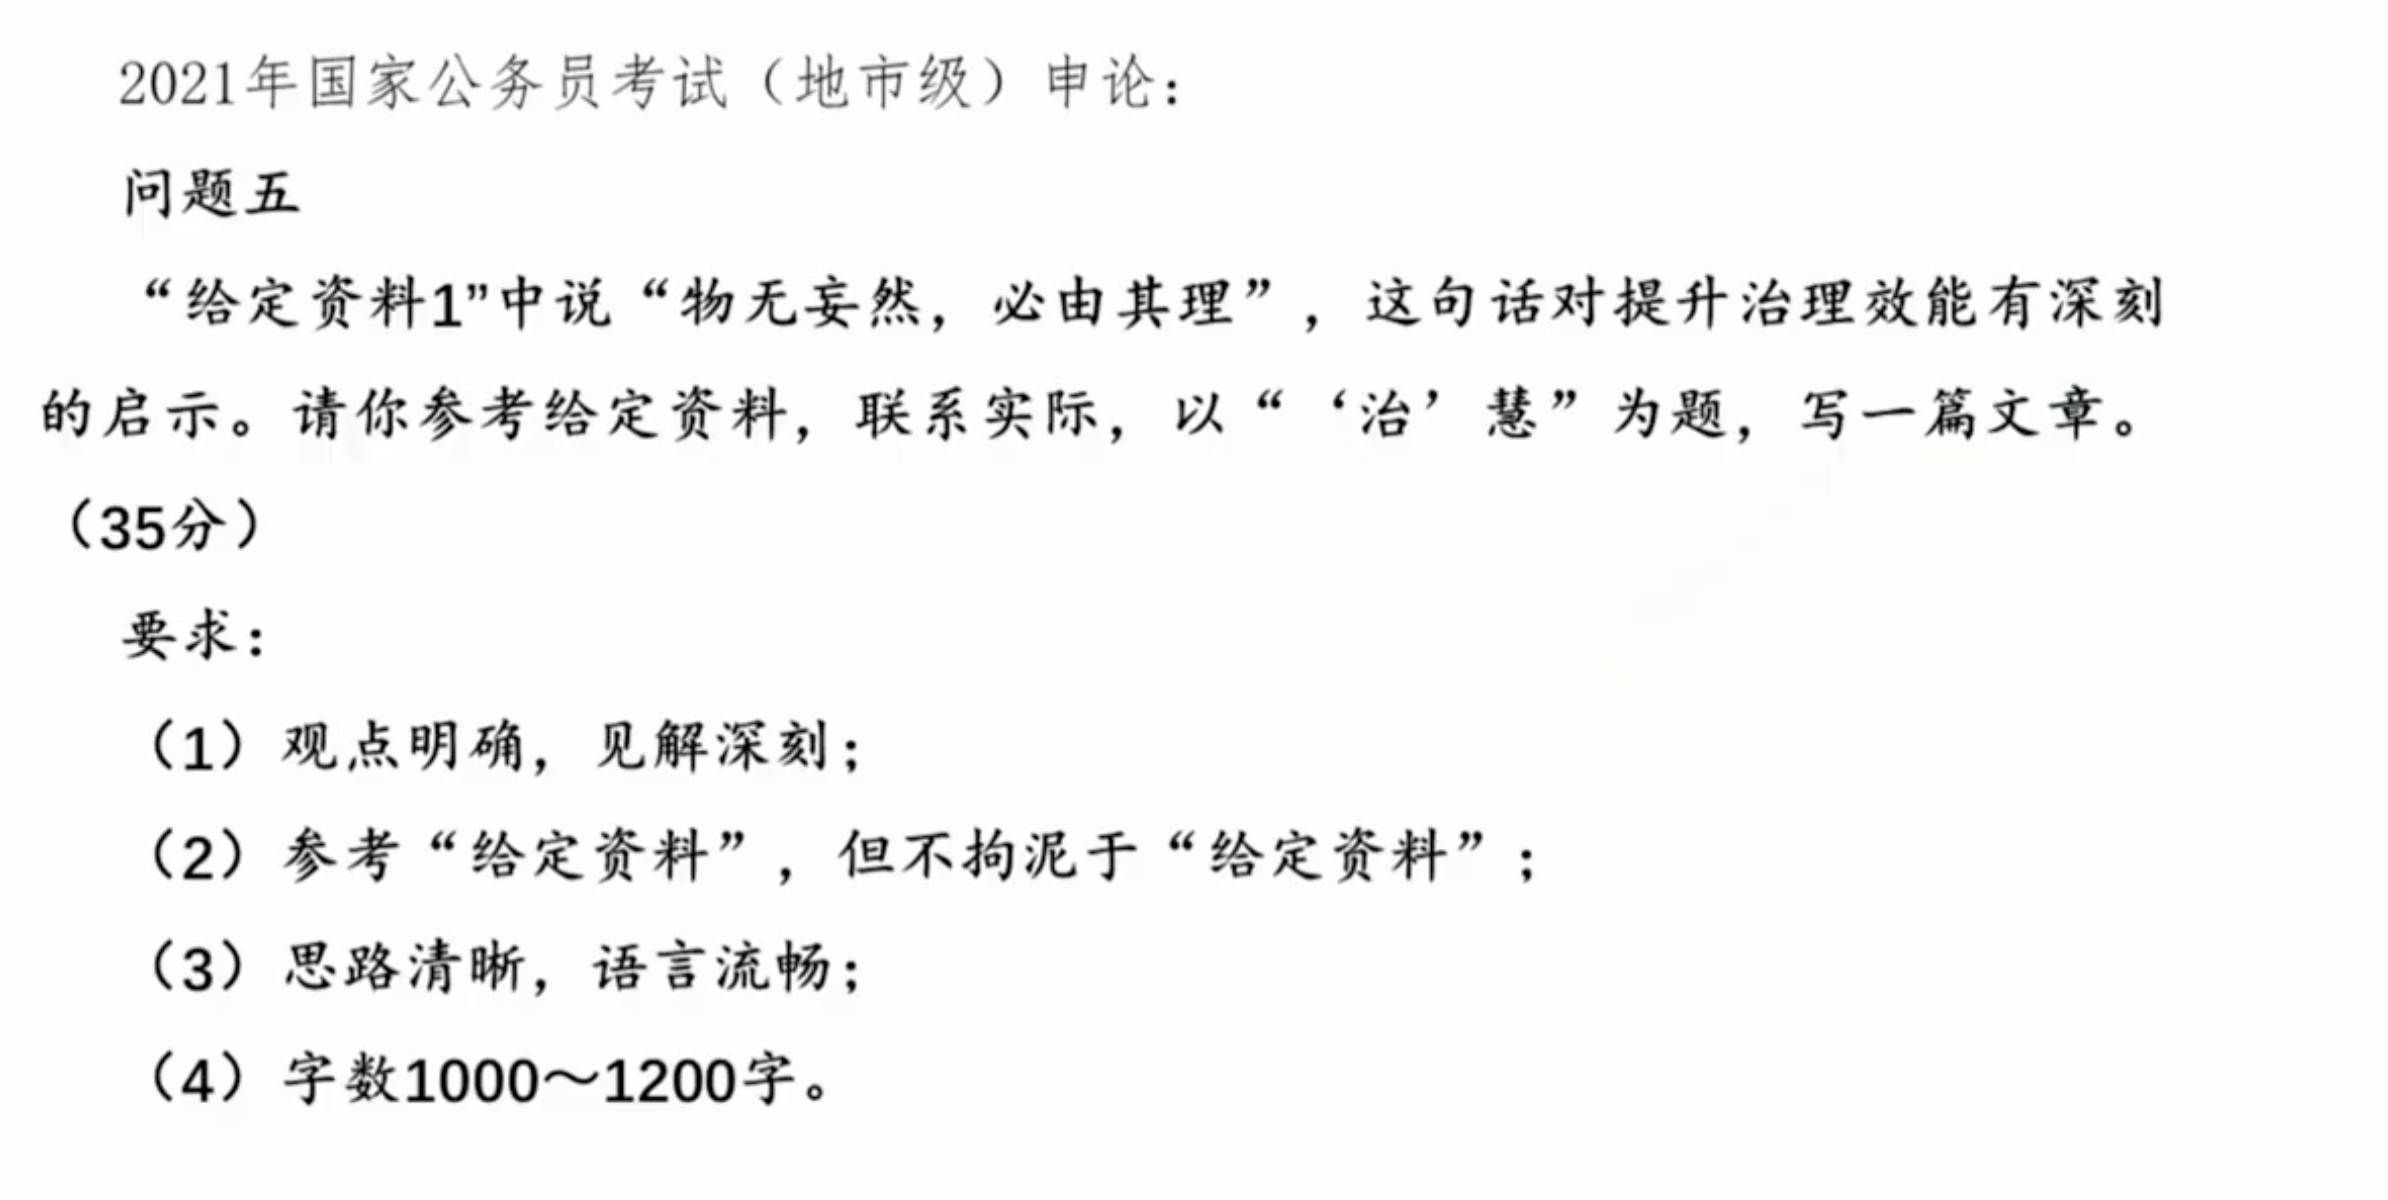 2021年国家公务员考试（地市级）申论：
问题五
“给定资料1”中说“物无妄然，必由其理”，这句话对提升治理效能有深刻
的启示。请你参考给定资料，联系实际，以“‘治’慧”为题，写一篇文章。
（35分）
要求：
（1）观点明确，见解深刻；
（2）参考“给定资料”，但不拘泥于“给定资料”；
（3）思路清晰，语言流畅；
（4）字数1000～1200字。